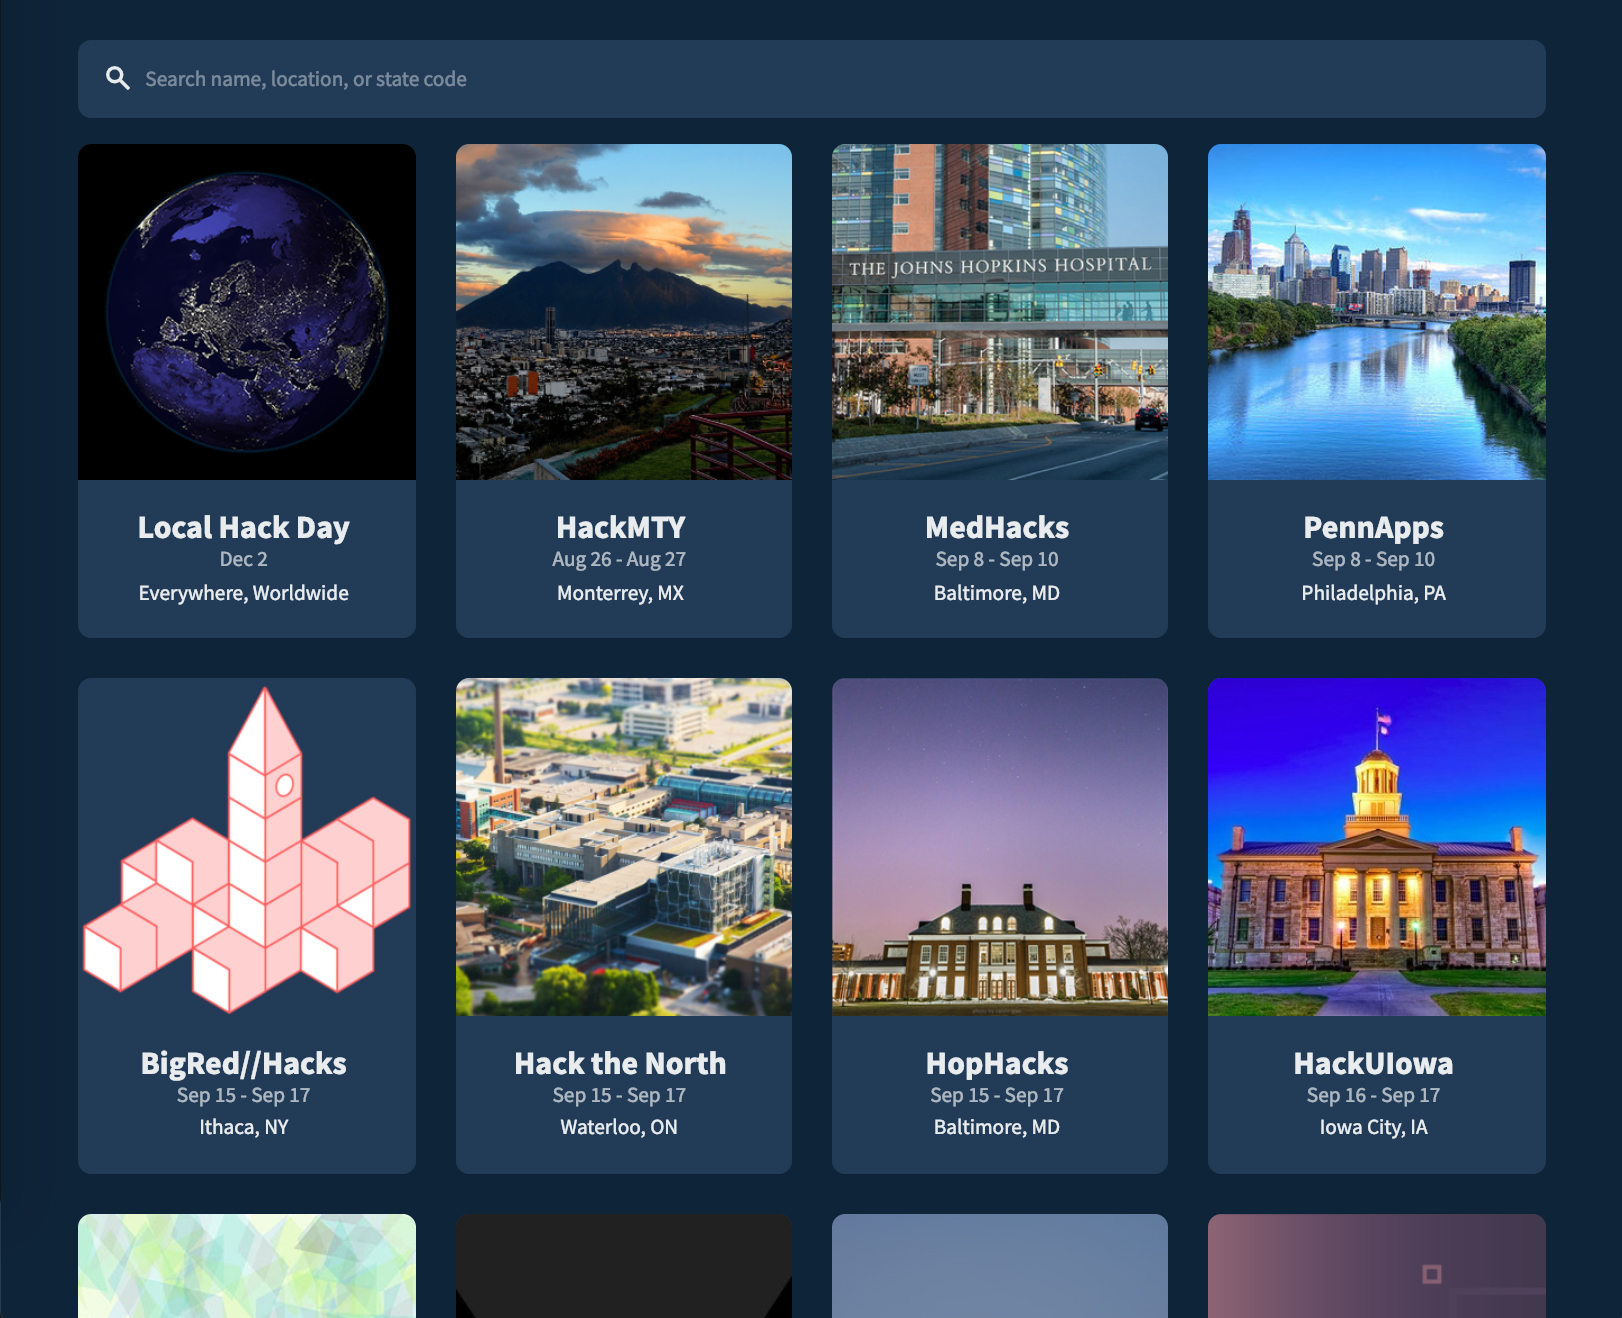 Search name, location, or state code
THE JOHNS HOPKINS HOSPITAL
Local Hack Day
Dec 2
Everywhere, Worldwide
HackMTY
Aug 26 - Aug 27
Monterrey, MX
MedHacks
Sep 8 - Sep 10
Baltimore, MD
PennApps
Sep 8 - Sep 10
Philadelphia, PA
BigRed//Hacks
Sep 15 - Sep 17
Ithaca, NY
Hack the North
Sep 15 - Sep 17
Waterloo, ON
HopHacks
Sep 15 - Sep 17
Baltimore, MD
HackUIowa
Sep 16 - Sep 17
Iowa City, IA